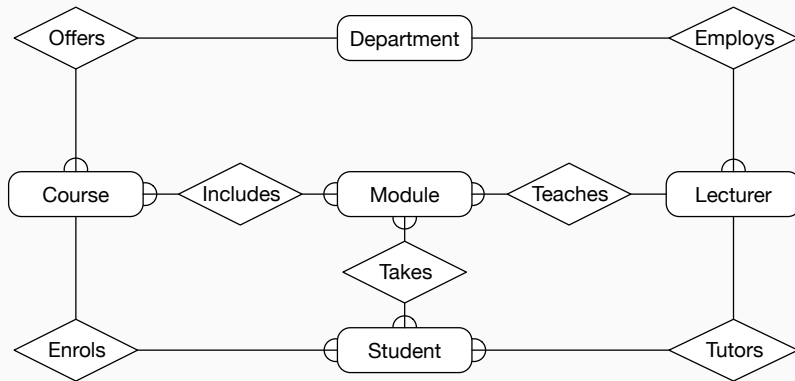 Offers
Department
Employs
Course
Includes
Module
Teaches
Lecturer
Takes
Enrols
Student
Tutors